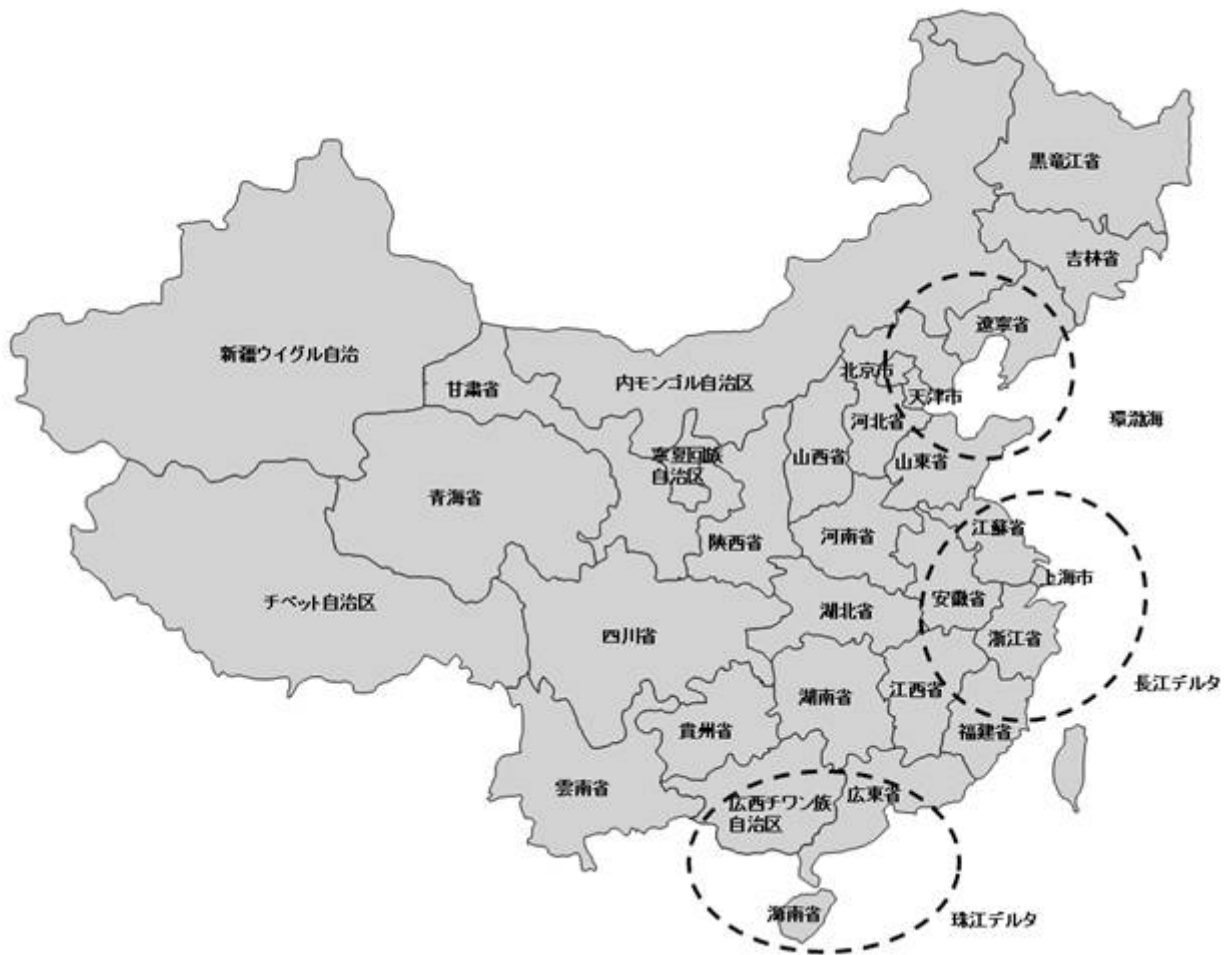 黒竜江省
吉林省
遼寧省
新疆ウイグル自治
甘粛省
内モンゴル自治区
北京市
天津市
環渤海
河北省
山西省
山東省
寧夏回族
自治区
青海省
陝西省
河南省
江蘇省
上海市
チベット自治区
安徽省
湖北省
四川省
浙江省
長江デルタ
湖南省
江西省
貴州省
福建省
雲南省
広西チワン族
自治区
広東省
海南省
珠江デルタ